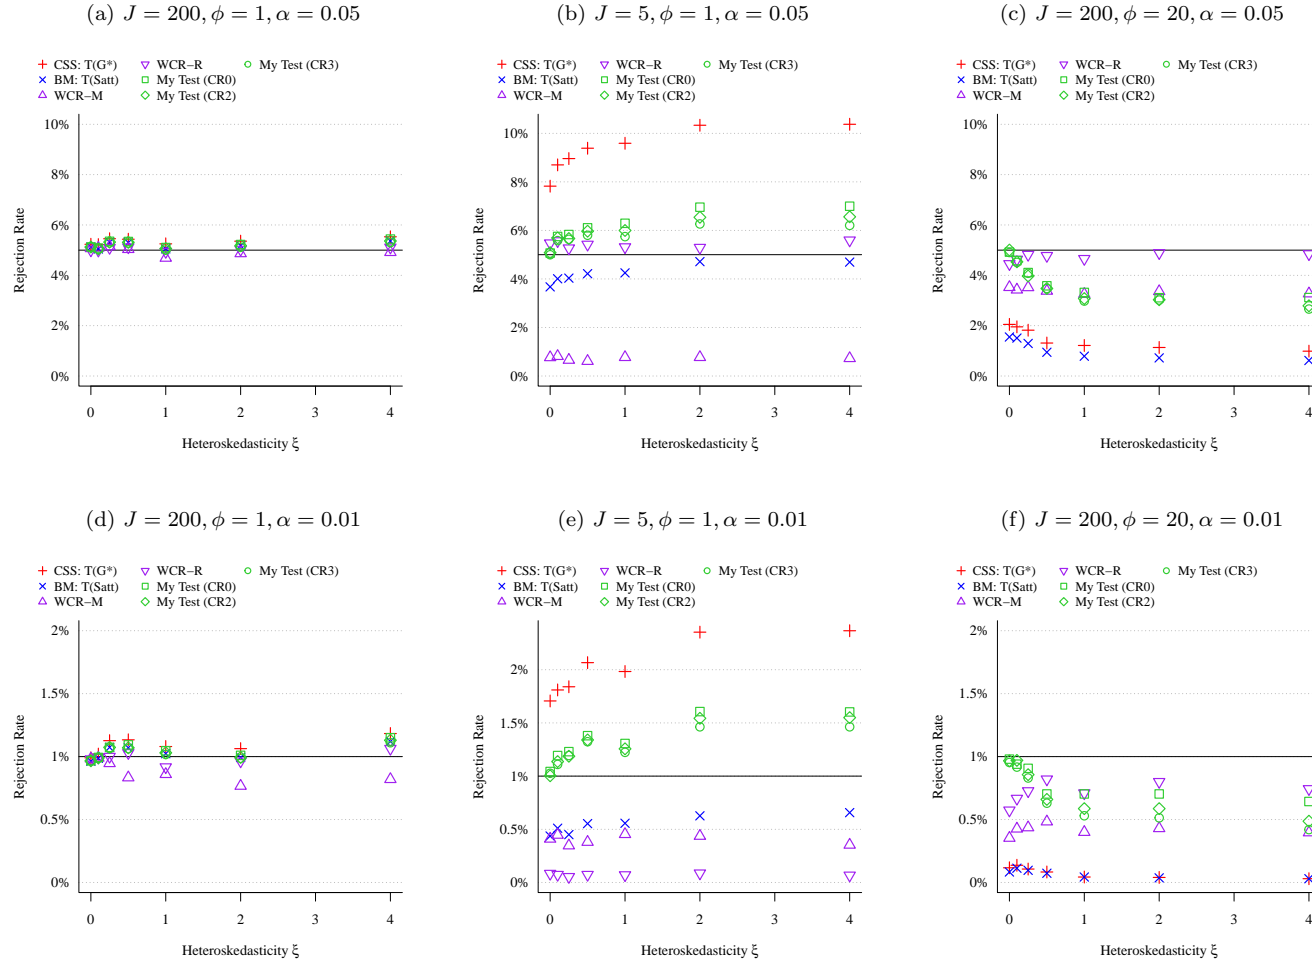 (a) J = 200, ϕ = 1, α = 0.05
CSS: T(G*) WCR−R My Test (CR3)
BM: T(Satt) My Test (CR0)
WCR−M My Test (CR2)
10%
8%
6%
4%
2%
0%
Rejection Rate
0 1 2 3 4
Heteroskedasticity ξ
(b) J = 5, ϕ = 1, α = 0.05
CSS: T(G*) WCR−R My Test (CR3)
BM: T(Satt) My Test (CR0)
WCR−M My Test (CR2)
10%
8%
6%
4%
2%
0%
Rejection Rate
0 1 2 3 4
Heteroskedasticity ξ
(c) J = 200, ϕ = 20, α = 0.05
CSS: T(G*) WCR−R My Test (CR3)
BM: T(Satt) My Test (CR0)
WCR−M My Test (CR2)
10%
8%
6%
4%
2%
0%
Rejection Rate
0 1 2 3 4
Heteroskedasticity ξ
(d) J = 200, ϕ = 1, α = 0.01
CSS: T(G*) WCR−R My Test (CR3)
BM: T(Satt) My Test (CR0)
WCR−M My Test (CR2)
2%
1.5%
1%
0.5%
0%
Rejection Rate
0 1 2 3 4
Heteroskedasticity ξ
(e) J = 5, ϕ = 1, α = 0.01
CSS: T(G*) WCR−R My Test (CR3)
BM: T(Satt) My Test (CR0)
WCR−M My Test (CR2)
2%
1.5%
1%
0.5%
0%
Rejection Rate
0 1 2 3 4
Heteroskedasticity ξ
(f) J = 200, ϕ = 20, α = 0.01
CSS: T(G*) WCR−R My Test (CR3)
BM: T(Satt) My Test (CR0)
WCR−M My Test (CR2)
2%
1.5%
1%
0.5%
0%
Rejection Rate
0 1 2 3 4
Heteroskedasticity ξ